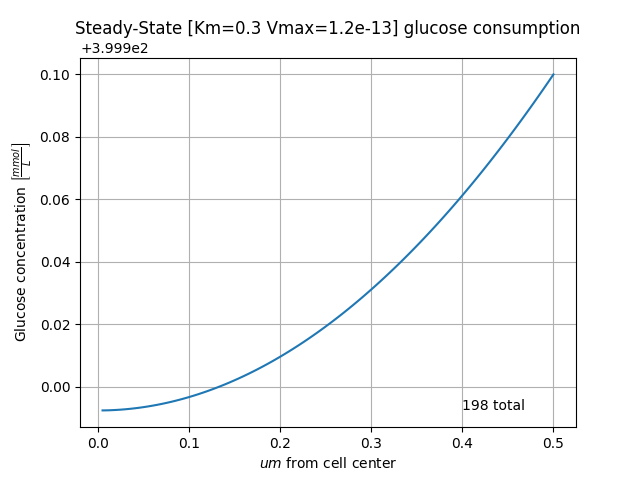 Steady-State [Km=0.3 Vmax=1.2e-13] glucose consumption
+3.999e2
0.10
0.08
0.06
0.04
0.02
0.00
Glucose concentration [mmol/L]
198 total
0.0 0.1 0.2 0.3 0.4 0.5
um from cell center